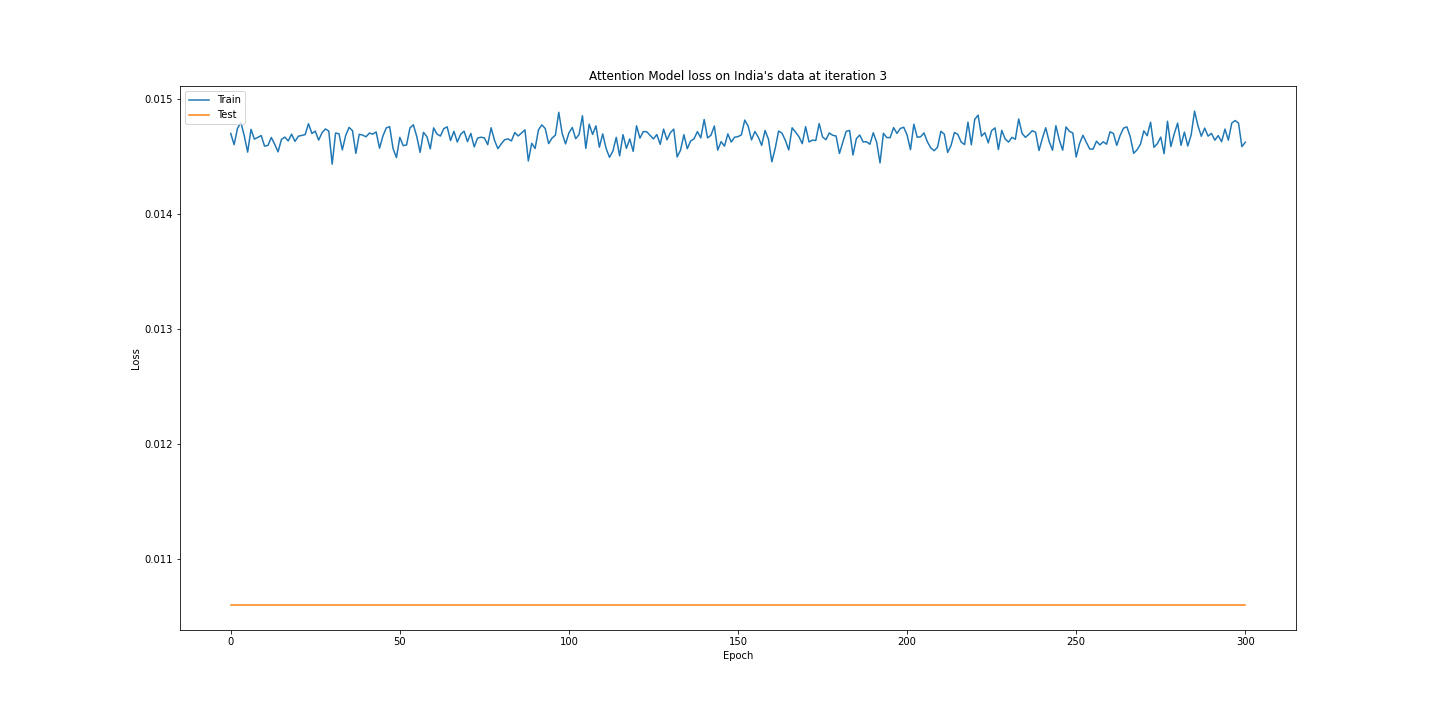 Attention Model loss on India's data at iteration 3
Train
Test
0.015
0.014
0.013
0.012
0.011
Loss
0
50
100
150
200
250
300
Epoch